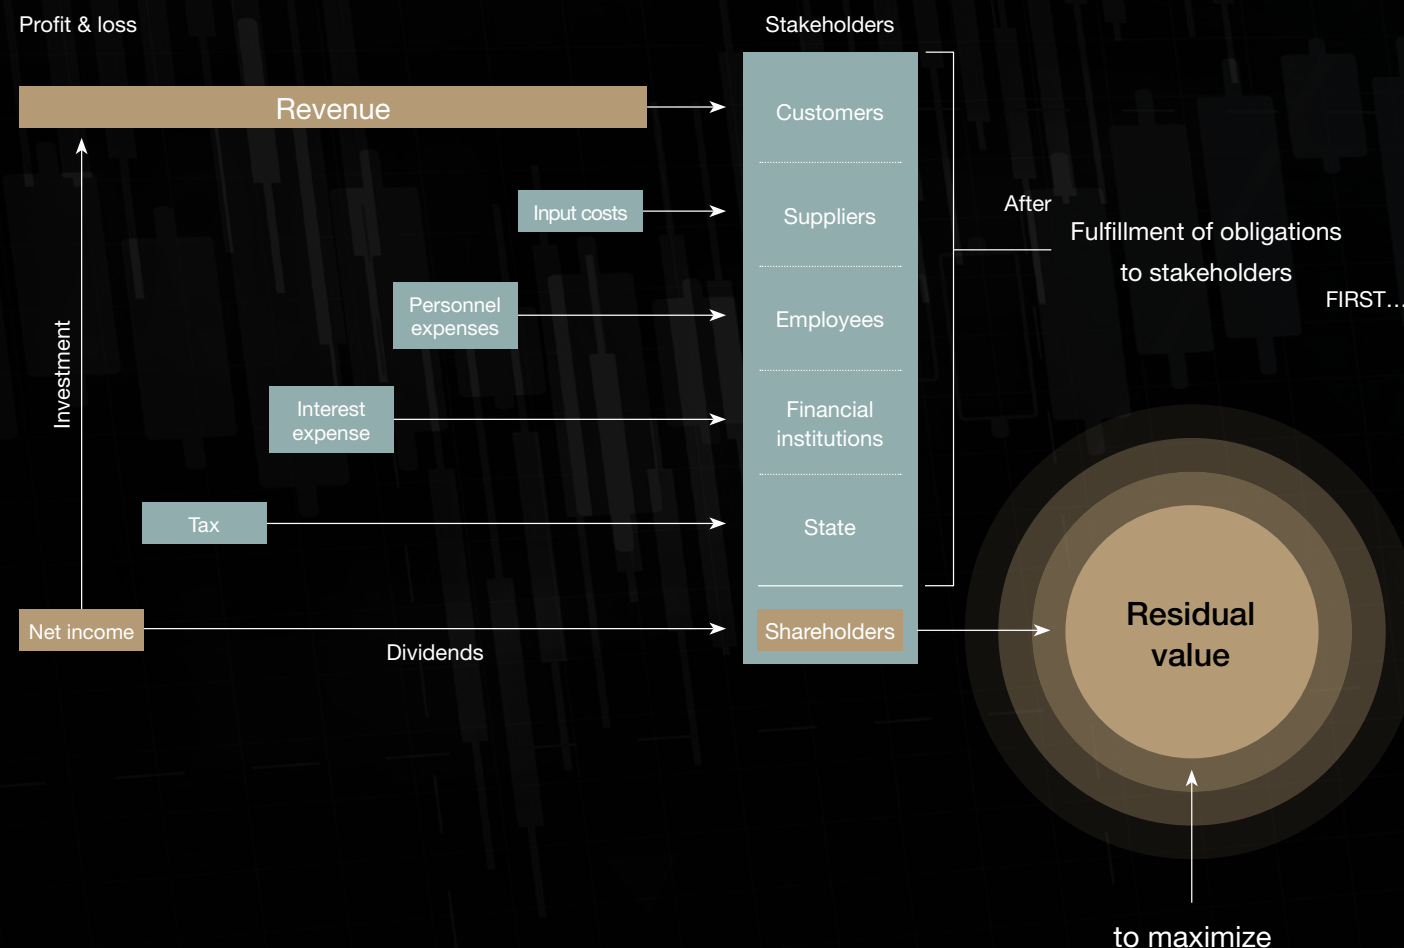 Profit & loss
Stakeholders
Revenue
Customers
Input costs
Suppliers
After
Fulfillment of obligations
to stakeholders
FIRST…
Personnel
expenses
Employees
Investment
Interest
expense
Financial
institutions
Tax
State
Net income
Dividends
Shareholders
Residual
value
to maximize